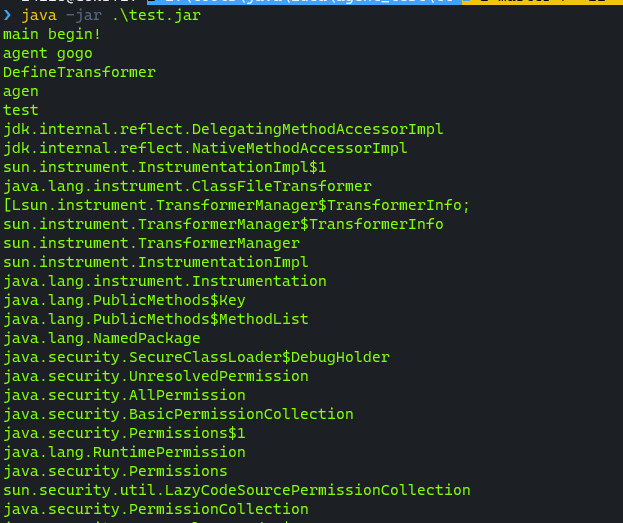 ❯ java -jar .\test.jar
main begin!
agent gogo
DefineTransformer
agen
test
jdk.internal.reflect.DelegatingMethodAccessorImpl
jdk.internal.reflect.NativeMethodAccessorImpl
sun.instrument.InstrumentationImpl$1
java.lang.instrument.ClassFileTransformer
[Lsun.instrument.TransformerManager$TransformerInfo;
sun.instrument.TransformerManager$TransformerInfo
sun.instrument.TransformerManager
sun.instrument.InstrumentationImpl
java.lang.instrument.Instrumentation
java.lang.PublicMethods$Key
java.lang.PublicMethods$MethodList
java.lang.NamedPackage
java.security.SecureClassLoader$DebugHolder
java.security.UnresolvedPermission
java.security.AllPermission
java.security.BasicPermissionCollection
java.security.Permissions$1
java.lang.RuntimePermission
java.security.Permissions
sun.security.util.LazyCodeSourcePermissionCollection
java.security.PermissionCollection